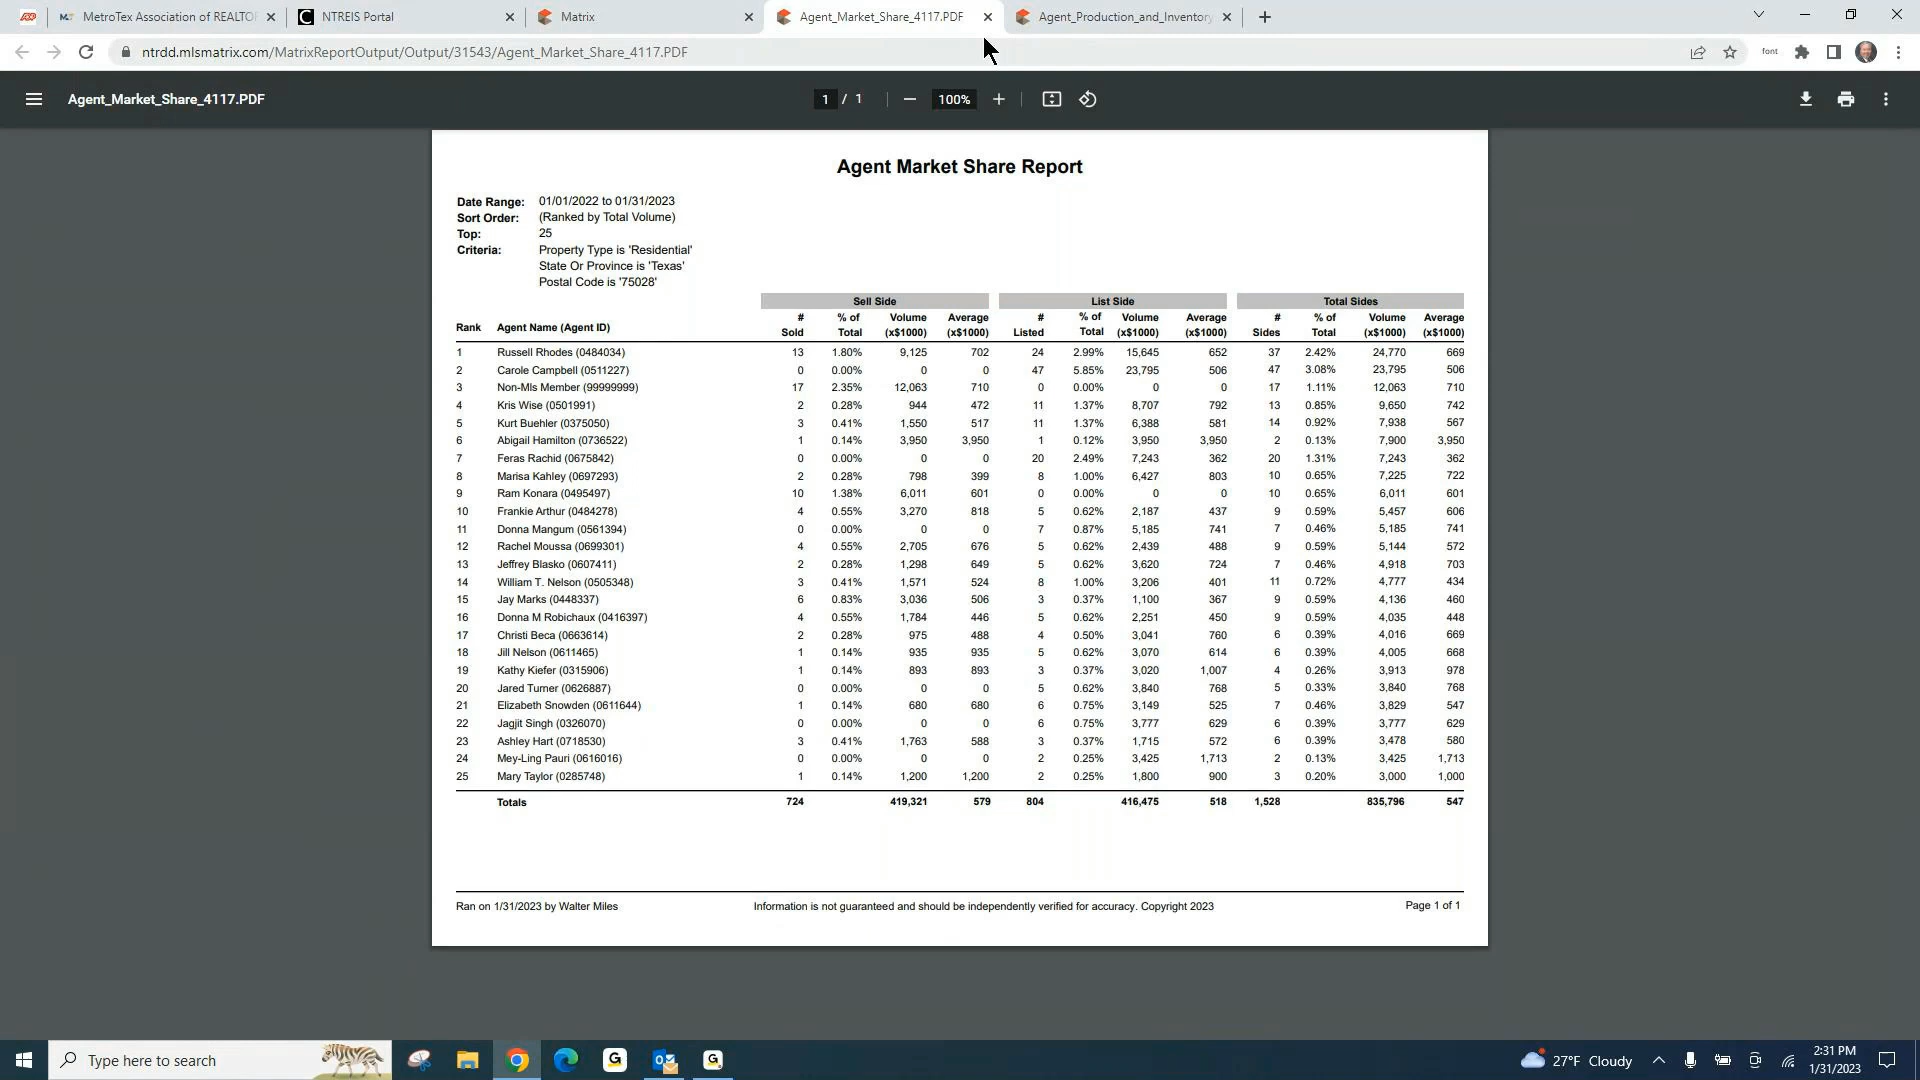 MetroTex Association of REALTO
NTREIS Portal
Matrix
Agent_Market_Share_4117.PDF
Agent_Production_and_Inventory
ntrdd.mlsmatrix.com/MatrixReportOutput/Output/31543/Agent_Market_Share_4117.PDF
font
Agent_Market_Share_4117.PDF
1 / 1
100%
Agent Market Share Report
Date Range: 01/01/2022 to 01/31/2023
Sort Order: (Ranked by Total Volume)
Top: 25
Criteria: Property Type is 'Residential'
State Or Province is 'Texas'
Postal Code is '75028'
Sell Side List Side Total Sides
# % of Volume Average # % of Volume Average # % of Volume Average
Rank Agent Name (Agent ID) Sold Total (x$1000) (x$1000) Listed Total (x$1000) (x$1000) Sides Total (x$1000) (x$1000)
1 Russell Rhodes (0484034) 13 1.80% 9,125 702 24 2.99% 15,645 652 37 2.42% 24,770 669
2 Carole Campbell (0511227) 0 0.00% 0 0 47 5.85% 23,795 506 47 3.08% 23,795 506
3 Non-Mls Member (99999999) 17 2.35% 12,063 710 0 0.00% 0 0 17 1.11% 12,063 710
4 Kris Wise (0501991) 2 0.28% 944 472 11 1.37% 8,707 792 13 0.85% 9,650 742
5 Kurt Buehler (0375050) 3 0.41% 1,550 517 11 1.37% 6,388 581 14 0.92% 7,938 567
6 Abigail Hamilton (0736522) 1 0.14% 3,950 3,950 1 0.12% 3,950 3,950 2 0.13% 7,900 3,950
7 Feras Rachid (0675842) 0 0.00% 0 0 20 2.49% 7,243 362 20 1.31% 7,243 362
8 Marisa Kahley (0697293) 2 0.28% 798 399 8 1.00% 6,427 803 10 0.65% 7,225 722
9 Ram Konara (0495497) 10 1.38% 6,011 601 0 0.00% 0 0 10 0.65% 6,011 601
10 Frankie Arthur (0484278) 4 0.55% 3,270 818 5 0.62% 2,187 437 9 0.59% 5,457 606
11 Donna Mangum (0561394) 0 0.00% 0 0 7 0.87% 5,185 741 7 0.46% 5,185 741
12 Rachel Moussa (0699301) 4 0.55% 2,705 676 5 0.62% 2,439 488 9 0.59% 5,144 572
13 Jeffrey Blasko (0607411) 2 0.28% 1,298 649 5 0.62% 3,620 724 7 0.46% 4,918 703
14 William T. Nelson (0505348) 3 0.41% 1,571 524 8 1.00% 3,206 401 11 0.72% 4,777 434
15 Jay Marks (0448337) 6 0.83% 3,036 506 3 0.37% 1,100 367 9 0.59% 4,136 460
16 Donna M Robichaux (0416397) 4 0.55% 1,784 446 5 0.62% 2,251 450 9 0.59% 4,035 448
17 Christi Beca (0663614) 2 0.28% 975 488 4 0.50% 3,041 760 6 0.39% 4,016 669
18 Jill Nelson (0611465) 1 0.14% 935 935 5 0.62% 3,070 614 6 0.39% 4,005 668
19 Kathy Kiefer (0315906) 1 0.14% 893 893 3 0.37% 3,020 1,007 4 0.26% 3,913 978
20 Jared Turner (0626887) 0 0.00% 0 0 5 0.62% 3,840 768 5 0.33% 3,840 768
21 Elizabeth Snowden (0611644) 1 0.14% 680 680 6 0.75% 3,149 525 7 0.46% 3,829 547
22 Jagjit Singh (0326070) 0 0.00% 0 0 6 0.75% 3,777 629 6 0.39% 3,777 629
23 Ashley Hart (0718530) 3 0.41% 1,763 588 3 0.37% 1,715 572 6 0.39% 3,478 580
24 Mey-Ling Pauri (0616016) 0 0.00% 0 0 2 0.25% 3,425 1,713 2 0.13% 3,425 1,713
25 Mary Taylor (0285748) 1 0.14% 1,200 1,200 2 0.25% 1,800 900 3 0.20% 3,000 1,000
Totals 724 419,321 579 804 416,475 518 1,528 835,796 547
Ran on 1/31/2023 by Walter Miles
Information is not guaranteed and should be independently verified for accuracy. Copyright 2023
Page 1 of 1
Type here to search
27°F Cloudy
2:31 PM
1/31/2023